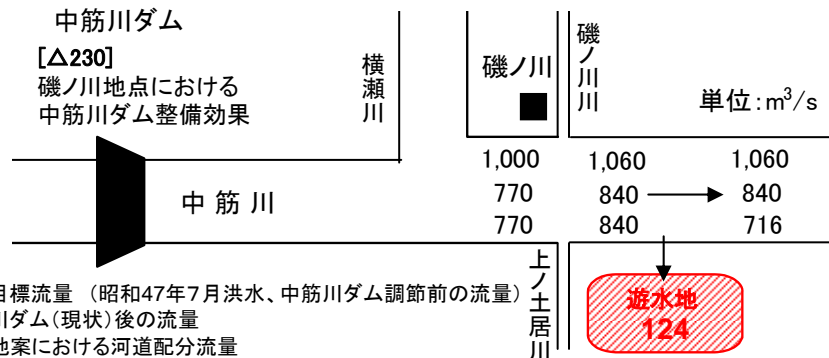 中筋川ダム
[△230]
磯ノ川地点における
中筋川ダム整備効果
横瀬川
磯ノ川
磯ノ川川
単位:m³/s
1,000 1,060 1,060
770 840 840
770 840 716
中筋川
上ノ土居川
遊水地
124
目標流量 (昭和47年7月洪水、中筋川ダム調節前の流量)
川ダム(現状)後の流量
地案における河道配分流量